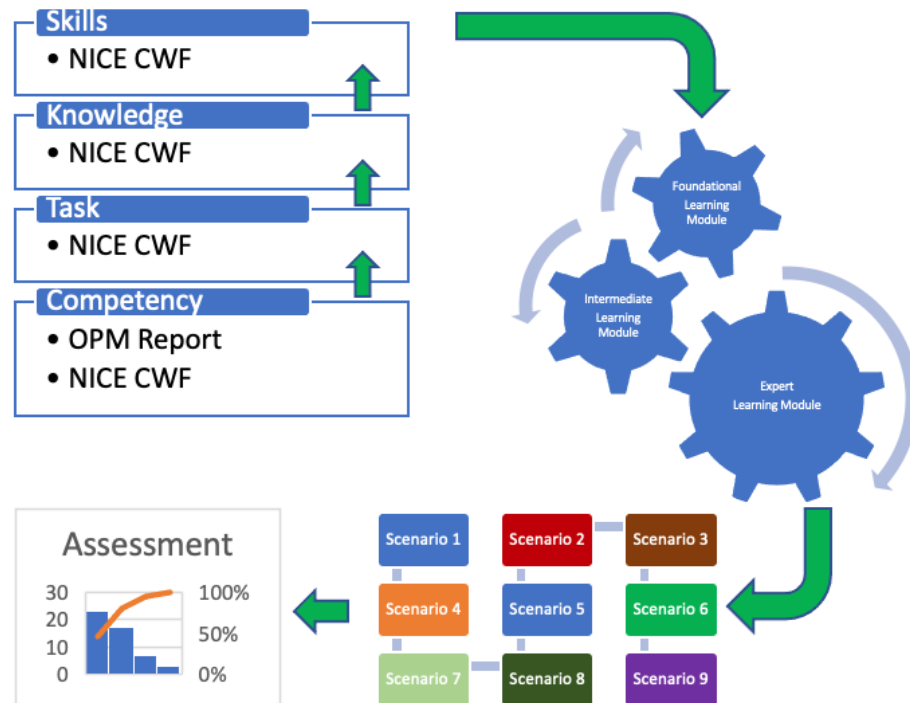 Skills
• NICE CWF
Knowledge
• NICE CWF
Task
• NICE CWF
Competency
• OPM Report
• NICE CWF
Foundational
Learning
Module
Intermediate
Learning
Module
Expert
Learning Module
Scenario 1
Scenario 2
Scenario 3
Scenario 4
Scenario 5
Scenario 6
Scenario 7
Scenario 8
Scenario 9
Assessment
30
20
10
0
100%
50%
0%